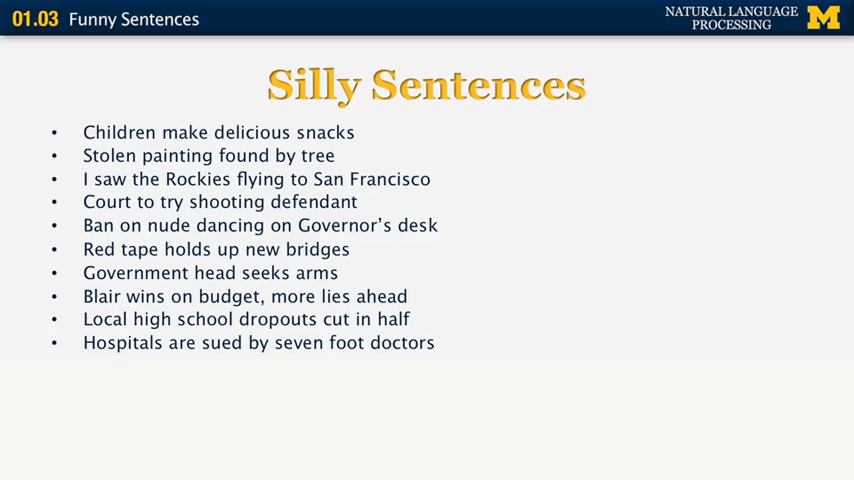 01.03 Funny Sentences
NATURAL LANGUAGE
PROCESSING
M
Silly Sentences
• Children make delicious snacks
• Stolen painting found by tree
• I saw the Rockies flying to San Francisco
• Court to try shooting defendant
• Ban on nude dancing on Governor’s desk
• Red tape holds up new bridges
• Government head seeks arms
• Blair wins on budget, more lies ahead
• Local high school dropouts cut in half
• Hospitals are sued by seven foot doctors